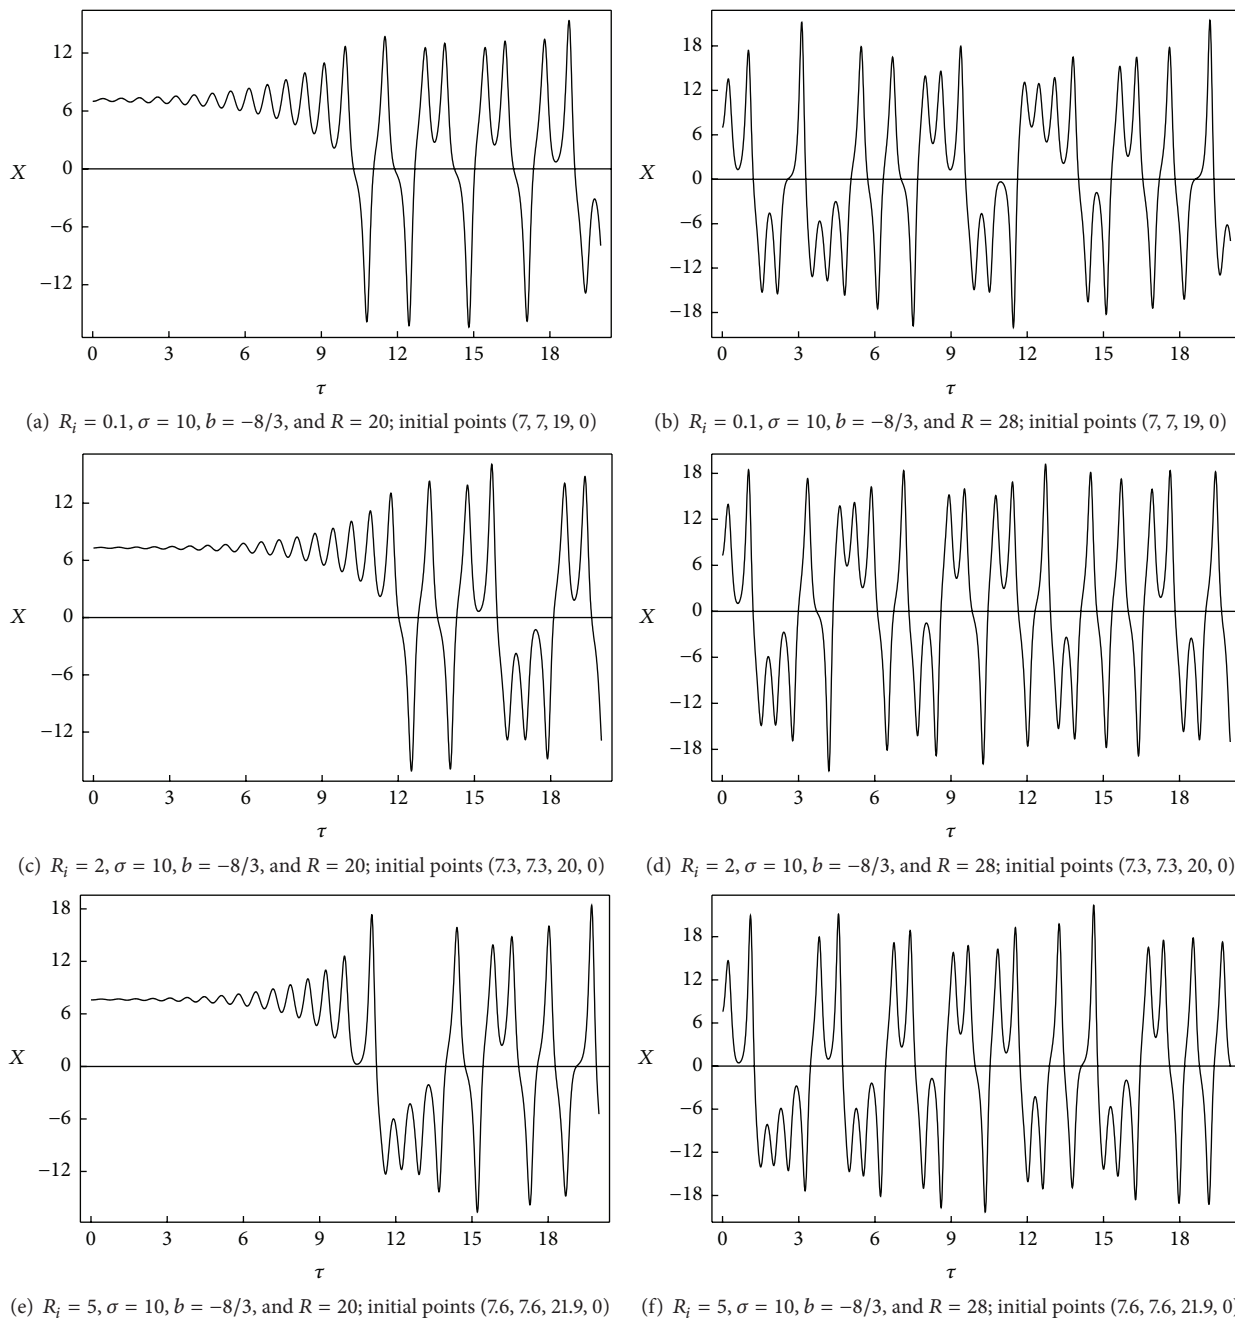 12
6
0
−6
−12
X
0 3 6 9 12 15 18
τ
(a) R_i = 0.1, σ = 10, b = −8/3, and R = 20; initial points (7, 7, 19, 0)
18
12
6
0
−6
−12
−18
X
0 3 6 9 12 15 18
τ
(b) R_i = 0.1, σ = 10, b = −8/3, and R = 28; initial points (7, 7, 19, 0)
12
6
0
−6
−12
X
0 3 6 9 12 15 18
τ
(c) R_i = 2, σ = 10, b = −8/3, and R = 20; initial points (7.3, 7.3, 20, 0)
18
12
6
0
−6
−12
−18
X
0 3 6 9 12 15 18
τ
(d) R_i = 2, σ = 10, b = −8/3, and R = 28; initial points (7.3, 7.3, 20, 0)
18
12
6
0
−6
−12
X
0 3 6 9 12 15 18
τ
(e) R_i = 5, σ = 10, b = −8/3, and R = 20; initial points (7.6, 7.6, 21.9, 0)
18
12
6
0
−6
−12
−18
X
0 3 6 9 12 15 18
τ
(f) R_i = 5, σ = 10, b = −8/3, and R = 28; initial points (7.6, 7.6, 21.9, 0)